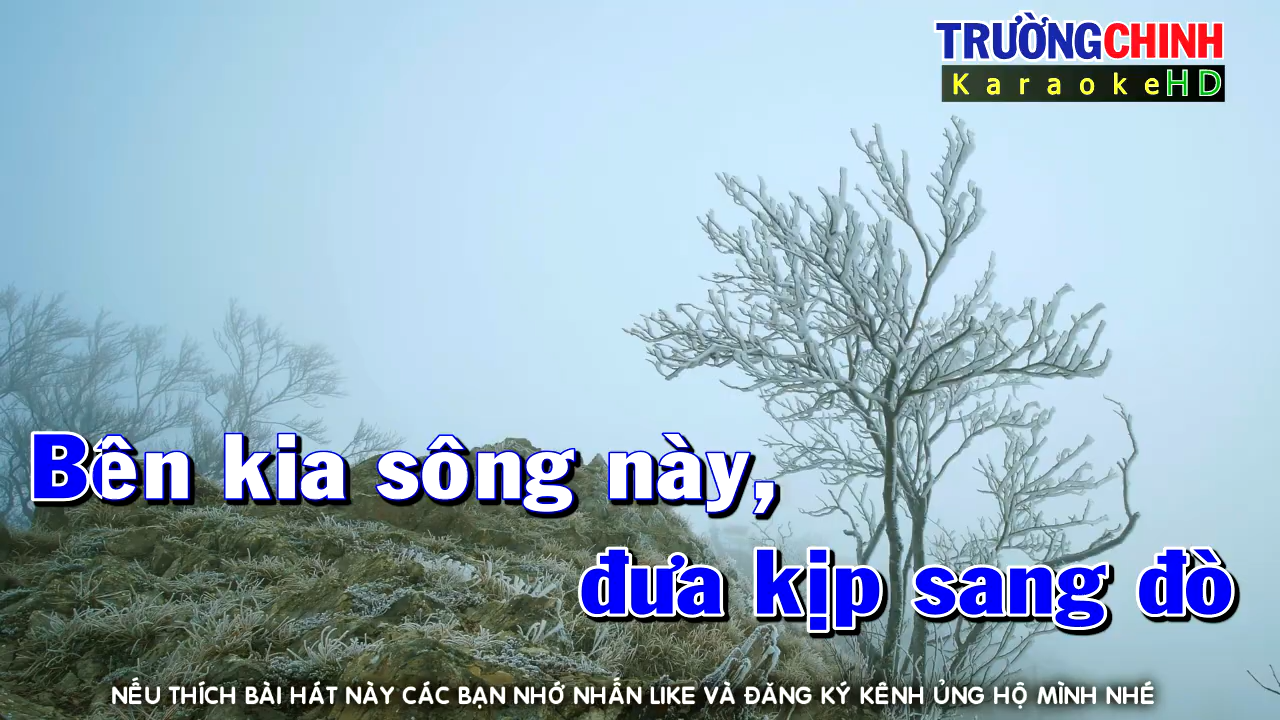 TRƯỜNGCHINH
KaraokeHD
Bên kia sông này,
đưa kịp sang đò
NẾU THÍCH BÀI HÁT NÀY CÁC BẠN NHỚ NHẤN LIKE VÀ ĐĂNG KÝ KÊNH ỦNG HỘ MÌNH NHÉ